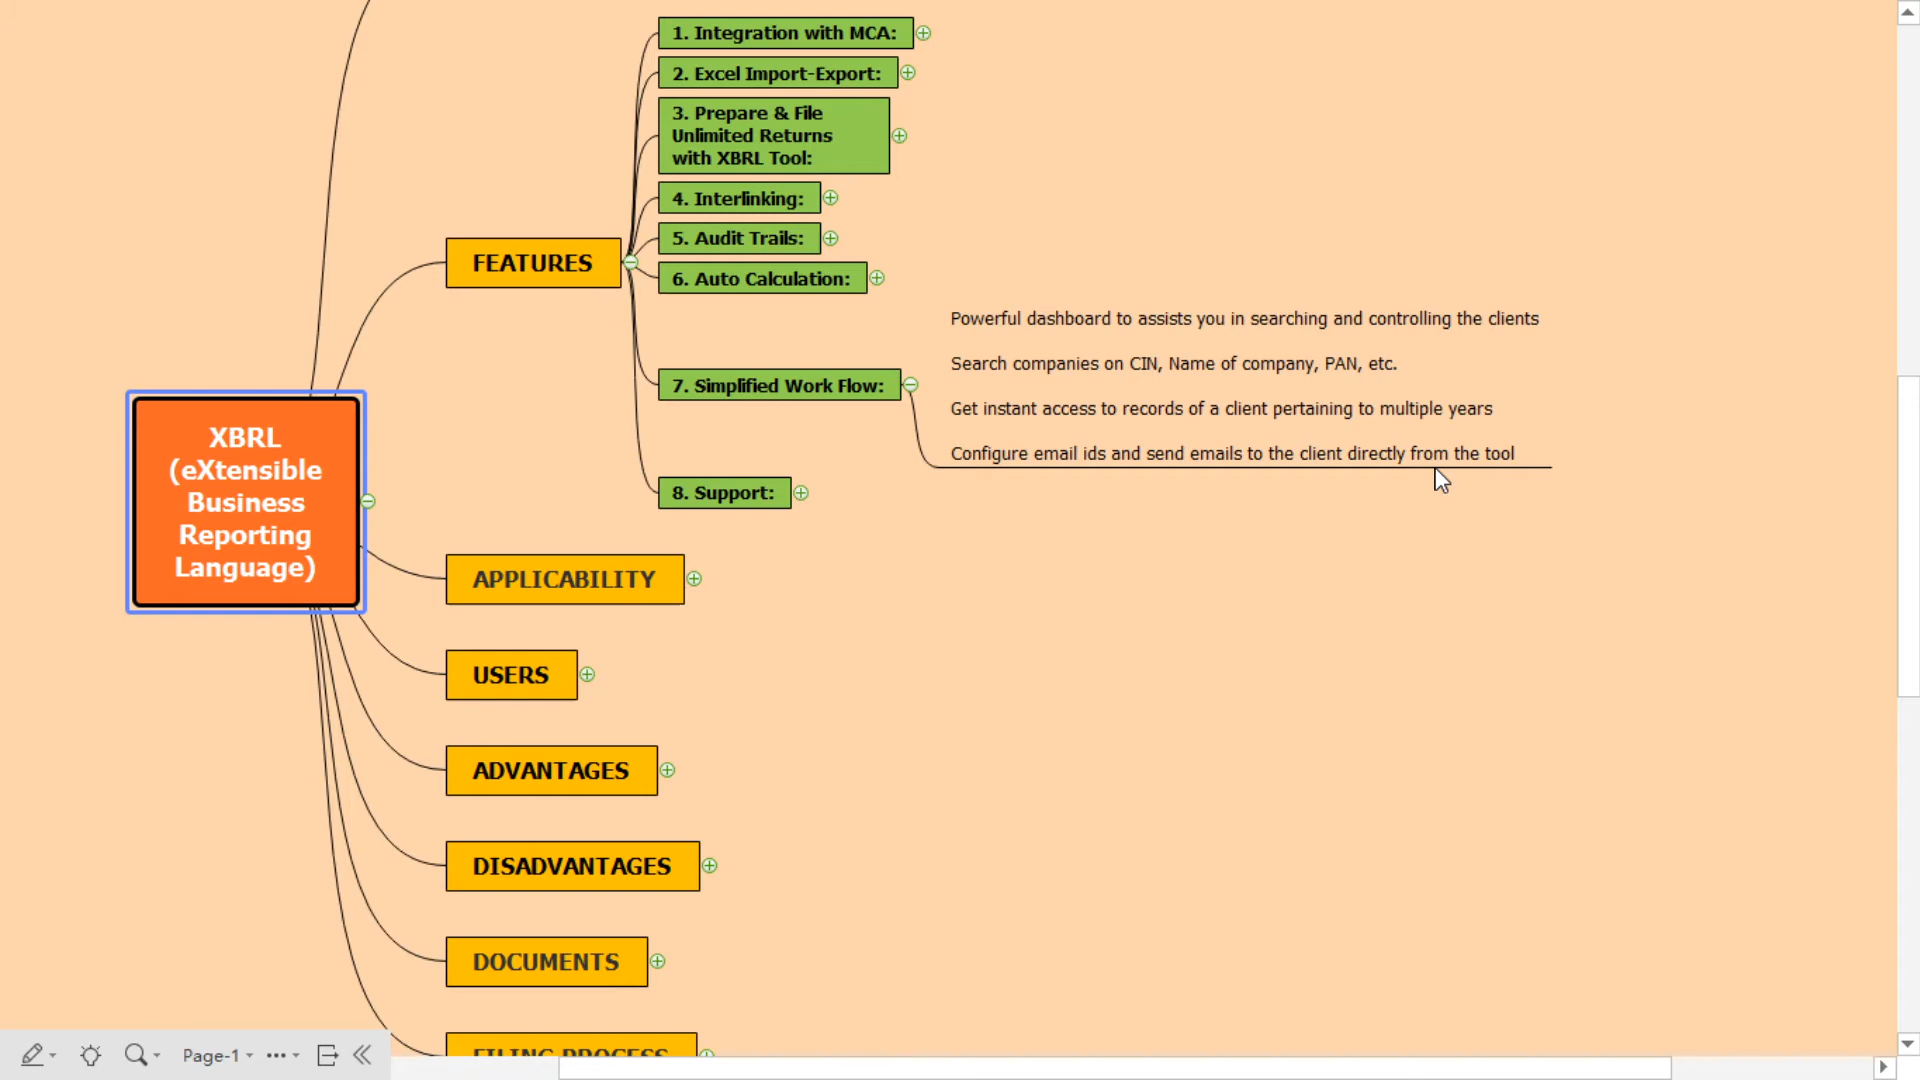 1. Integration with MCA:
2. Excel Import-Export:
3. Prepare & File
Unlimited Returns
with XBRL Tool:
4. Interlinking:
5. Audit Trails:
FEATURES
6. Auto Calculation:
Powerful dashboard to assists you in searching and controlling the clients
Search companies on CIN, Name of company, PAN, etc.
7. Simplified Work Flow:
Get instant access to records of a client pertaining to multiple years
Configure email ids and send emails to the client directly from the tool
8. Support:
XBRL
(eXtensible
Business
Reporting
Language)
APPLICABILITY
USERS
ADVANTAGES
DISADVANTAGES
DOCUMENTS
FILING PROCESS
Page-1